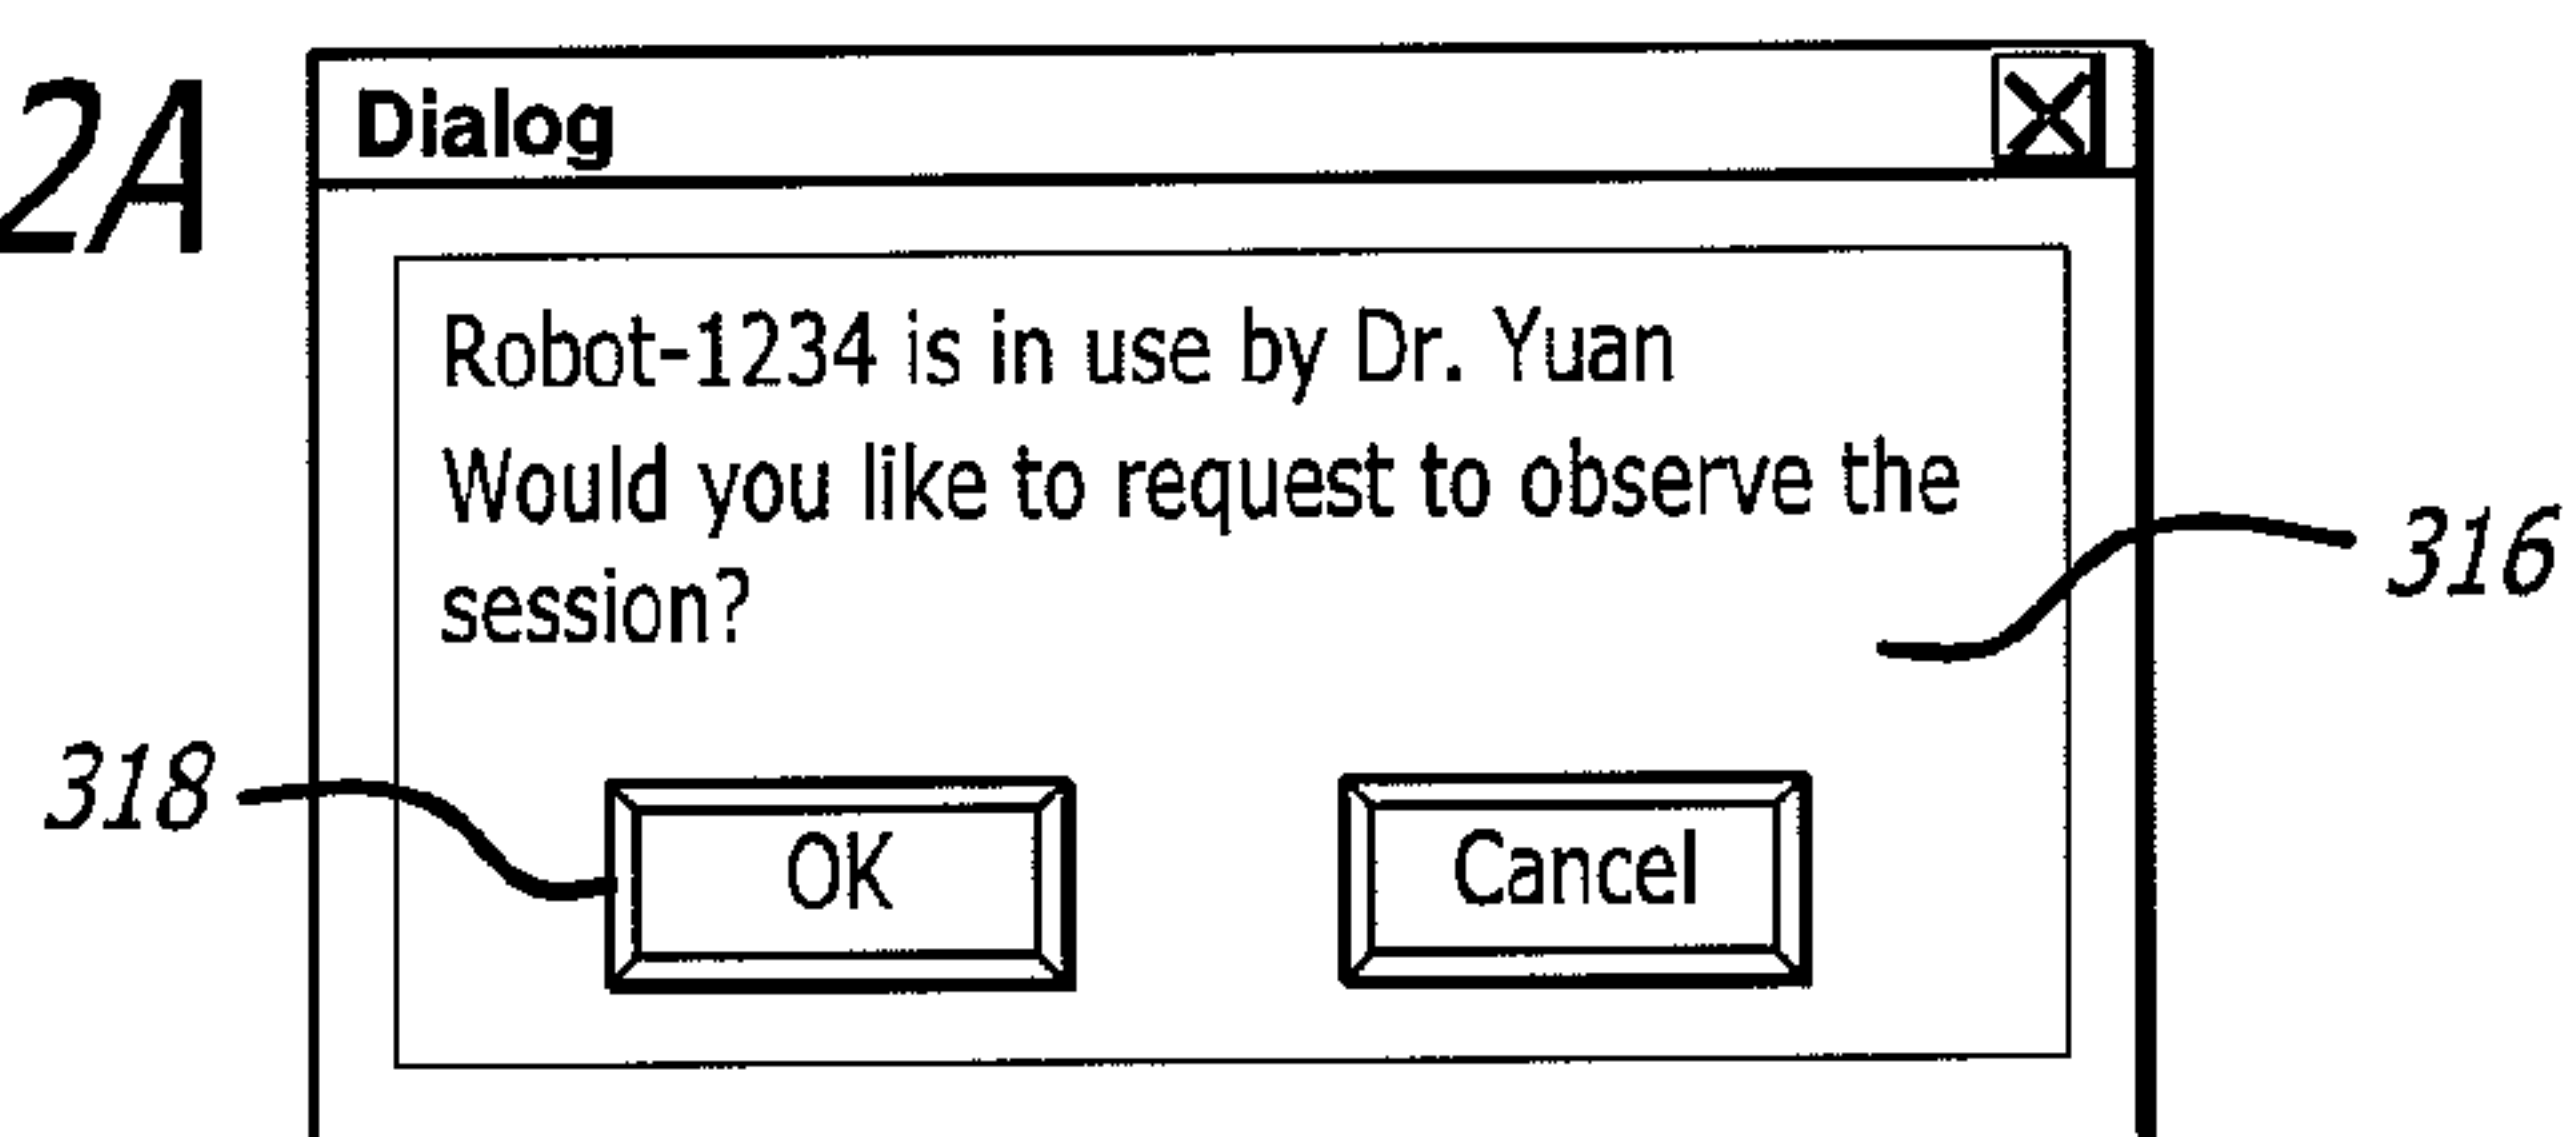 2A
Dialog
Robot-1234 is in use by Dr. Yuan
Would you like to request to observe the
session?
316
318
OK Cancel